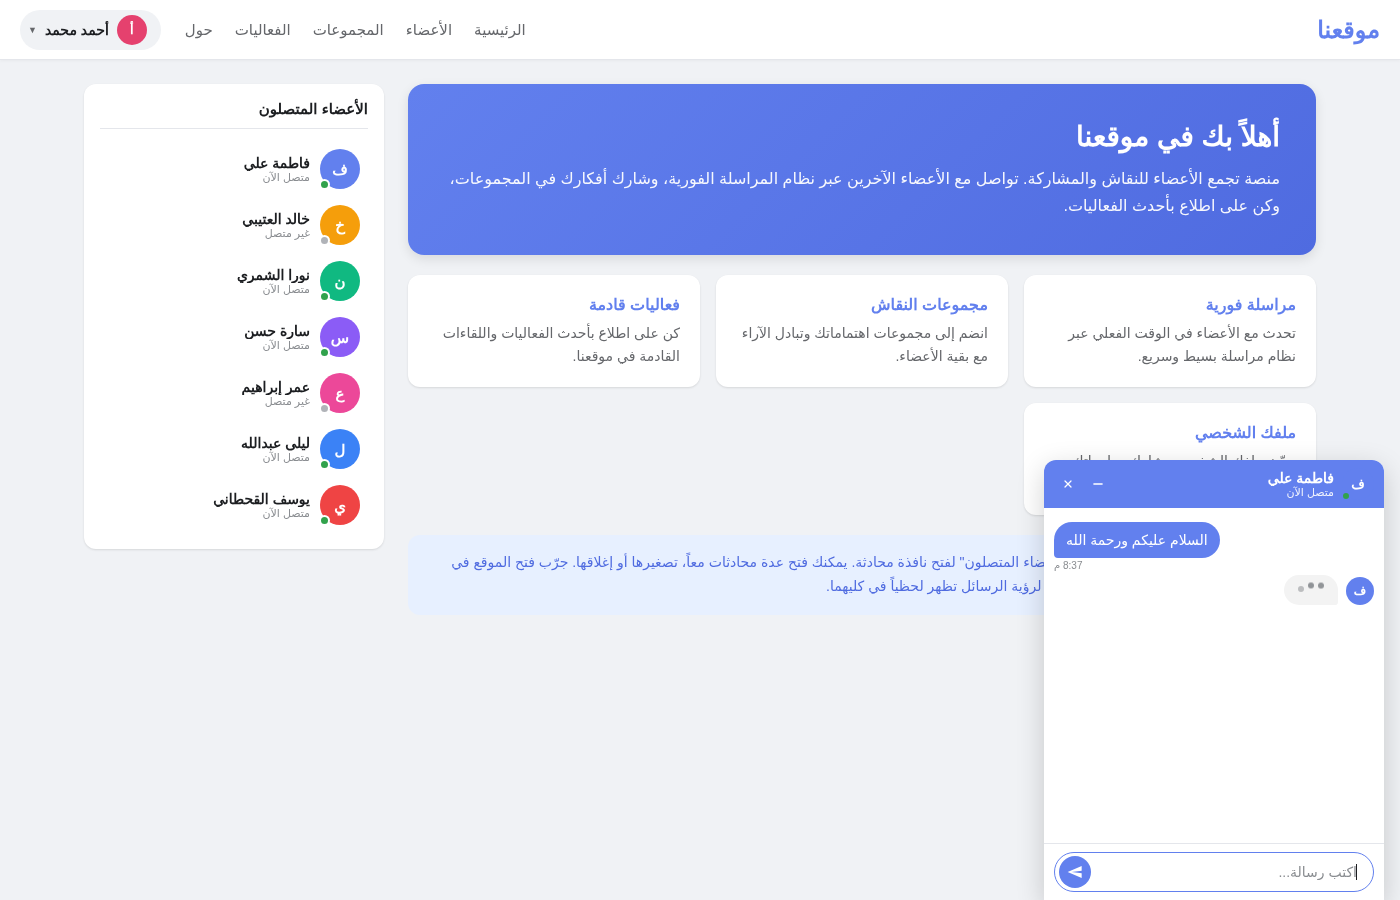 موقعنا
الرئيسية
الأعضاء
المجموعات
الفعاليات
حول
أ
أحمد محمد
أهلاً بك في موقعنا
منصة تجمع الأعضاء للنقاش والمشاركة. تواصل مع الأعضاء الآخرين عبر نظام المراسلة الفورية، وشارك أفكارك في المجموعات،
وكن على اطلاع بأحدث الفعاليات.
مراسلة فورية
تحدث مع الأعضاء في الوقت الفعلي عبر
نظام مراسلة بسيط وسريع.
مجموعات النقاش
انضم إلى مجموعات اهتماماتك وتبادل الآراء
مع بقية الأعضاء.
فعاليات قادمة
كن على اطلاع بأحدث الفعاليات واللقاءات
القادمة في موقعنا.
ملفك الشخصي
المتصلون" لفتح نافذة محادثة. يمكنك فتح عدة محادثات معاً، تصغيرها أو إغلاقها. جرّب فتح الموقع في
لرؤية الرسائل تظهر لحظياً في كليهما.
الأعضاء المتصلون
ف
فاطمة علي
متصل الآن
خ
خالد العتيبي
غير متصل
ن
نورا الشمري
متصل الآن
س
سارة حسن
متصل الآن
ع
عمر إبراهيم
غير متصل
ل
ليلى عبدالله
متصل الآن
ي
يوسف القحطاني
متصل الآن
ف
فاطمة علي
متصل الآن
السلام عليكم ورحمة الله
8:37 م
ف
اكتب رسالة...